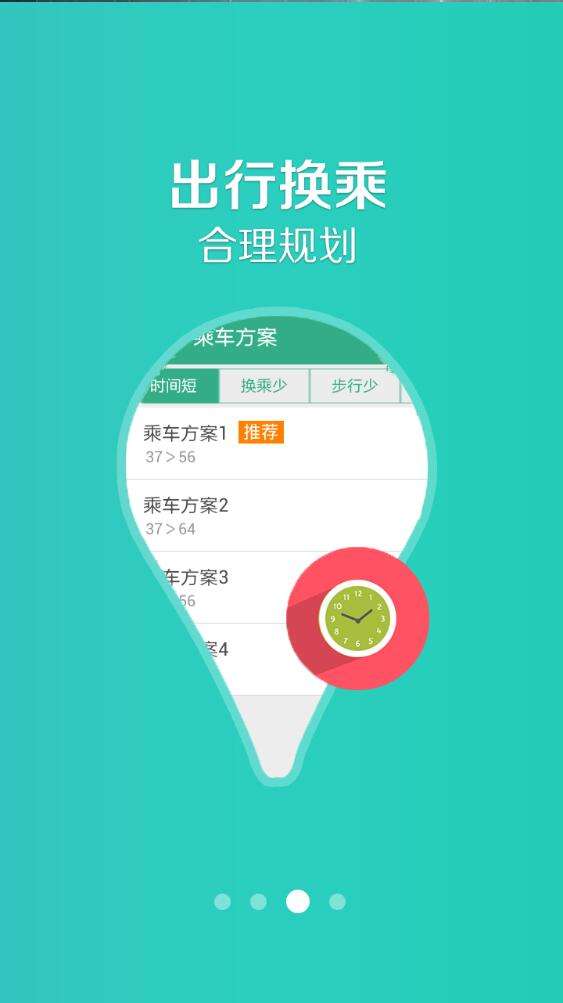 出行换乘
合理规划
乘车方案
时间短 换乘少 步行少
乘车方案1 推荐
37＞56
乘车方案2
37＞64
车方案3
56
案4
12
11 1
10 2
9 3
8 4
7 5
6